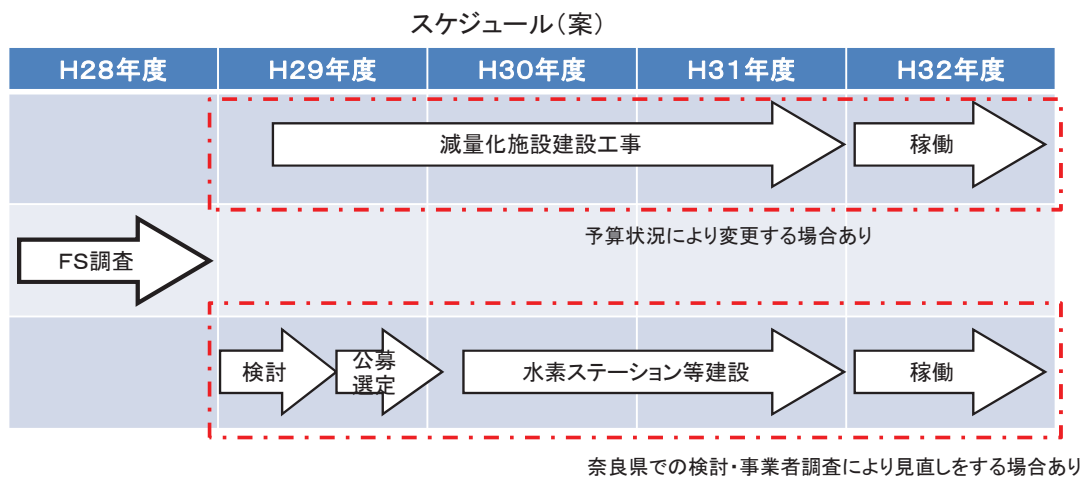 スケジュール（案）
H28年度 H29年度 H30年度 H31年度 H32年度
減量化施設建設工事 稼働
予算状況により変更する場合あり
FS調査
検討 公募
選定 水素ステーション等建設 稼働
奈良県での検討・事業者調査により見直しをする場合あり